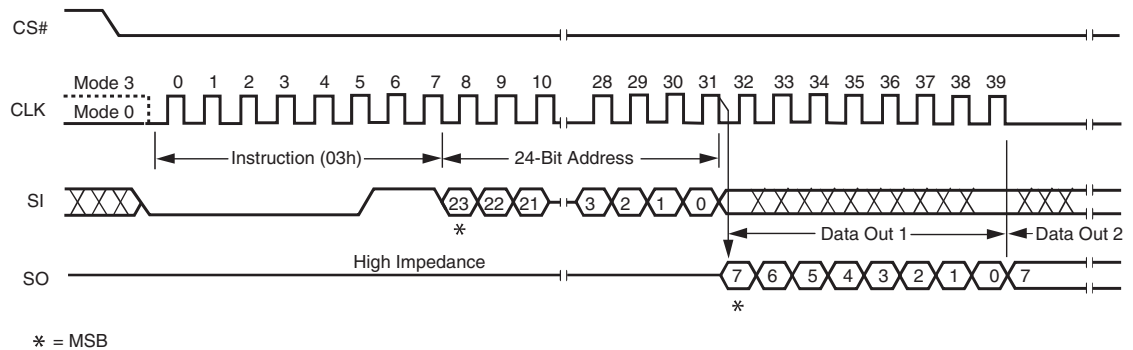 CS#
Mode 3 0 1 2 3 4 5 6 7 8 9 10 28 29 30 31 32 33 34 35 36 37 38 39
CLK Mode 0
Instruction (03h) 24-Bit Address
SI 23 22 21 3 2 1 0
* Data Out 1 Data Out 2
High Impedance
SO 7 6 5 4 3 2 1 0 7
*
* = MSB